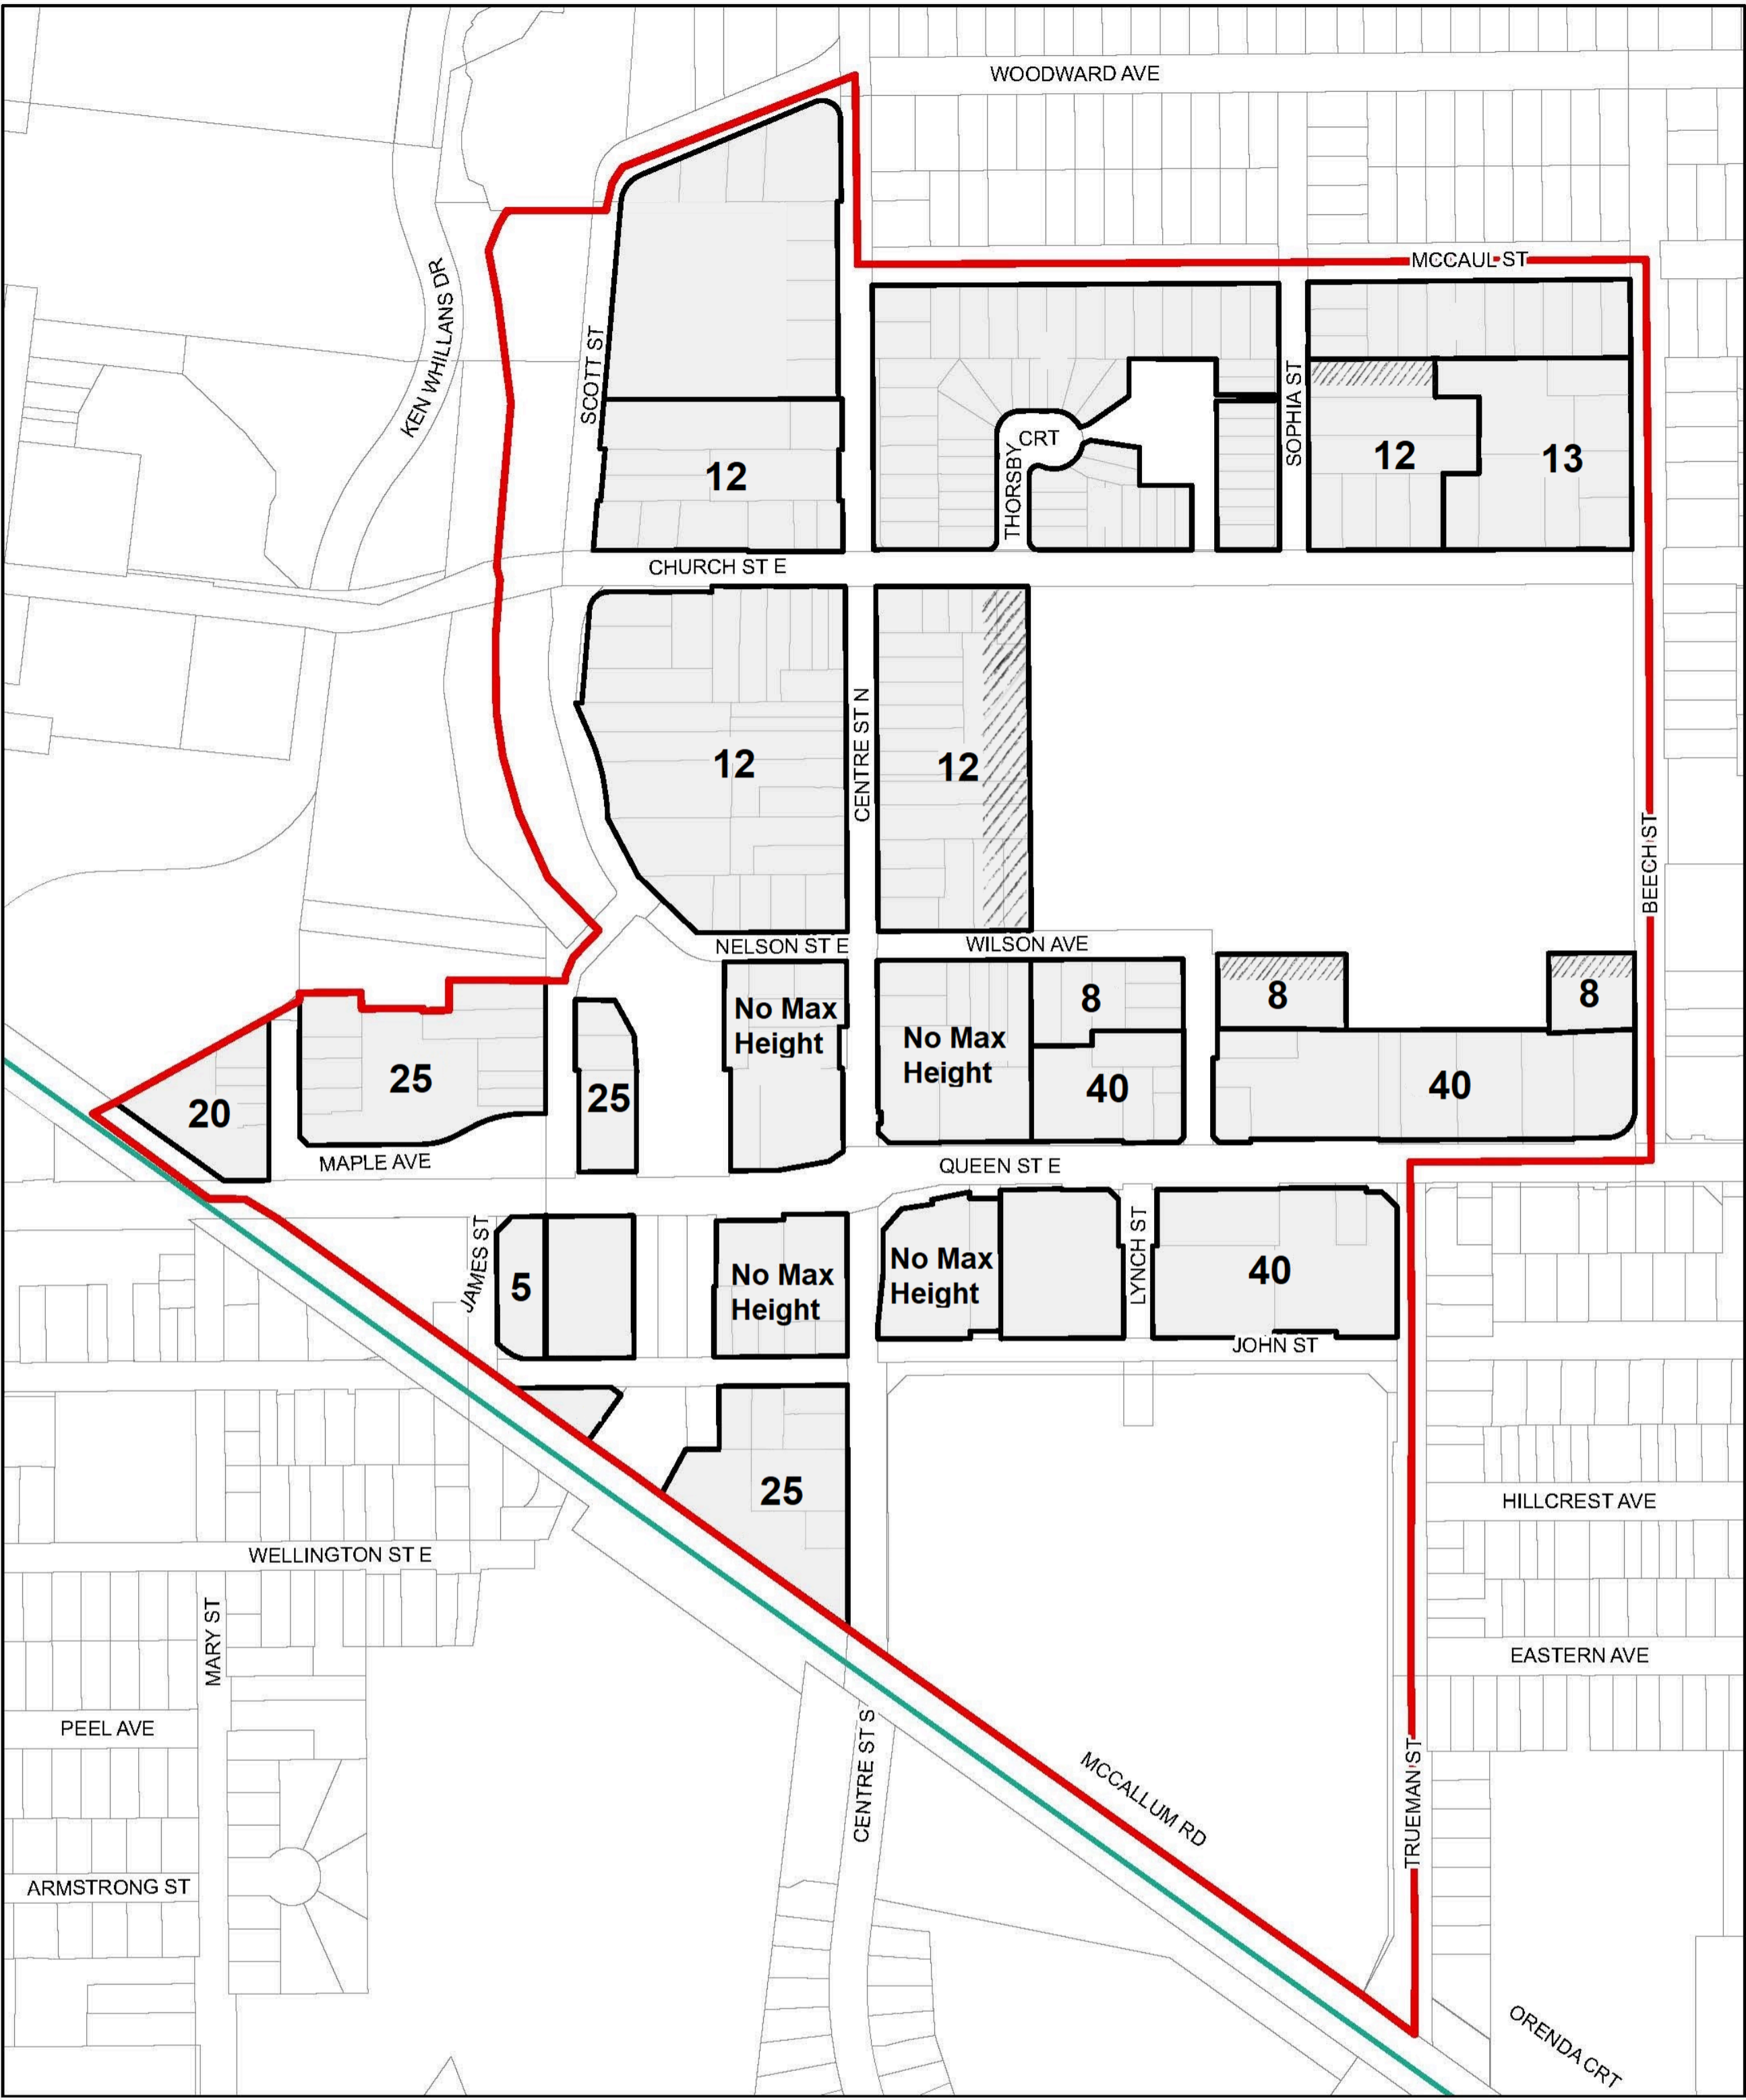 WOODWARD AVE
MCCAUL ST
KEN WHILLANS DR
SCOTT ST
SOPHIA ST
THORSBY
CRT
12
12
13
CHURCH ST E
CENTRE ST N
12
12
BEECH ST
NELSON ST E
WILSON AVE
No Max
Height
No Max
Height
8
8
8
20
25
25
40
40
MAPLE AVE
QUEEN ST E
JAMES ST
5
No Max
Height
No Max
Height
LYNCH ST
40
JOHN ST
25
HILLCREST AVE
WELLINGTON ST E
MARY ST
EASTERN AVE
PEEL AVE
CENTRE ST S
MCCALLUM RD
TRUEMAN ST
ARMSTRONG ST
ORENDA CRT